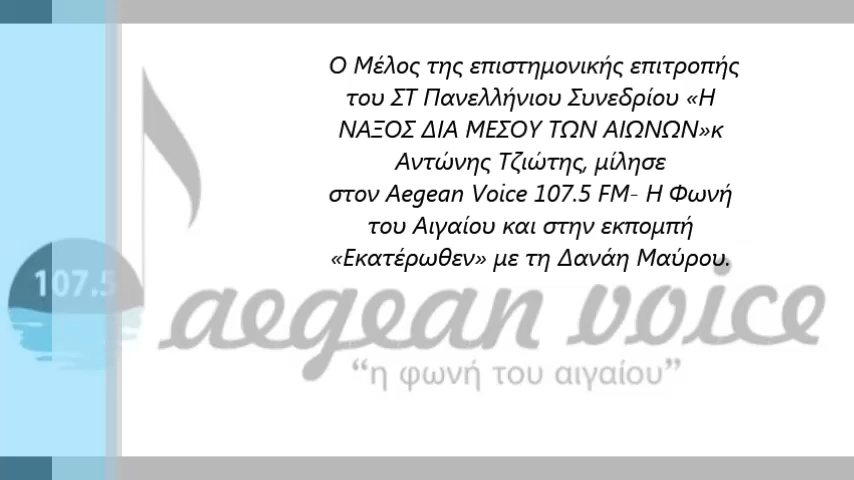 Ο Μέλος της επιστημονικής επιτροπής
του ΣΤ Πανελλήνιου Συνεδρίου «Η
ΝΑΞΟΣ ΔΙΑ ΜΕΣΟΥ ΤΩΝ ΑΙΩΝΩΝ»κ
Αντώνης Τζιώτης, μίλησε
στον Aegean Voice 107.5 FM- Η Φωνή
του Αιγαίου και στην εκπομπή
«Εκατέρωθεν» με τη Δανάη Μαύρου.
107.5
aegean voice
“η φωνή του αιγαίου”